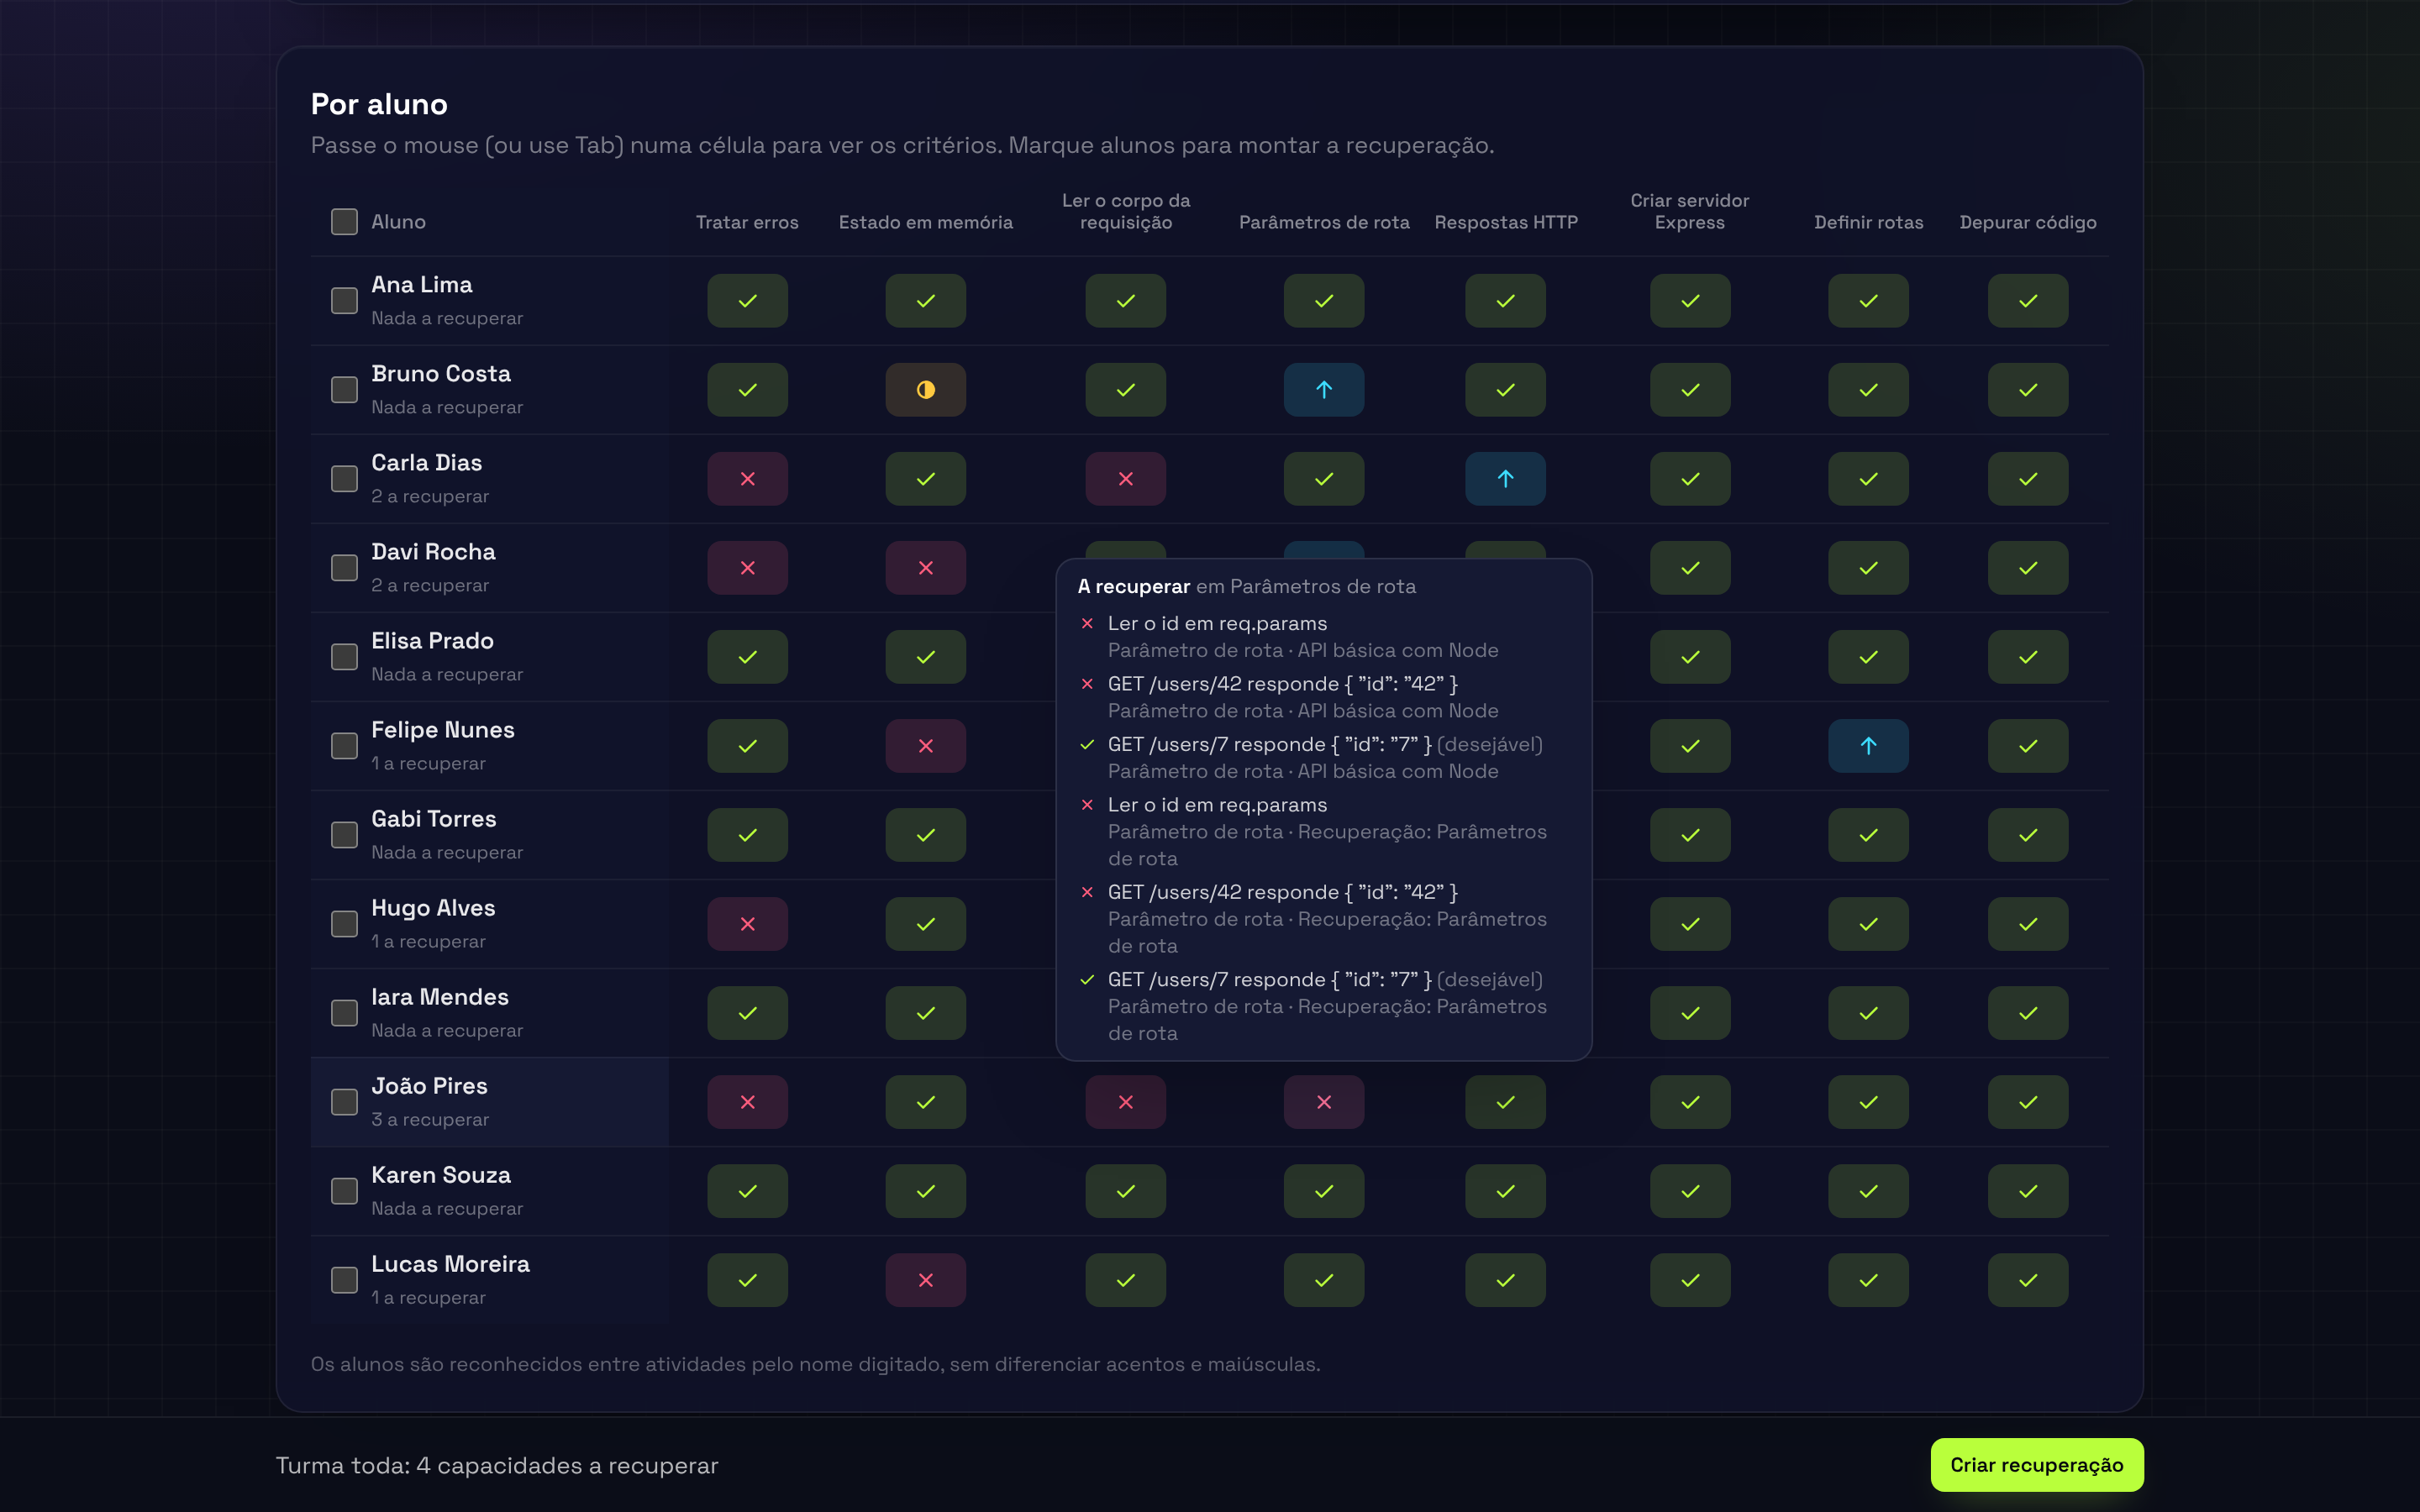 Por aluno
Passe o mouse (ou use Tab) numa célula para ver os critérios. Marque alunos para montar a recuperação.
Aluno
Tratar erros
Estado em memória
Ler o corpo da
requisição
Parâmetros de rota
Respostas HTTP
Criar servidor
Express
Definir rotas
Depurar código
Ana Lima
Nada a recuperar
Bruno Costa
Nada a recuperar
Carla Dias
2 a recuperar
Davi Rocha
2 a recuperar
Elisa Prado
Nada a recuperar
Felipe Nunes
1 a recuperar
Gabi Torres
Nada a recuperar
Hugo Alves
1 a recuperar
Iara Mendes
Nada a recuperar
João Pires
3 a recuperar
Karen Souza
Nada a recuperar
Lucas Moreira
1 a recuperar
A recuperar em Parâmetros de rota
Ler o id em req.params
Parâmetro de rota · API básica com Node
GET /users/42 responde { "id": "42" }
Parâmetro de rota · API básica com Node
GET /users/7 responde { "id": "7" } (desejável)
Parâmetro de rota · API básica com Node
Ler o id em req.params
Parâmetro de rota · Recuperação: Parâmetros
de rota
GET /users/42 responde { "id": "42" }
Parâmetro de rota · Recuperação: Parâmetros
de rota
GET /users/7 responde { "id": "7" } (desejável)
Parâmetro de rota · Recuperação: Parâmetros
de rota
Os alunos são reconhecidos entre atividades pelo nome digitado, sem diferenciar acentos e maiúsculas.
Turma toda: 4 capacidades a recuperar
Criar recuperação